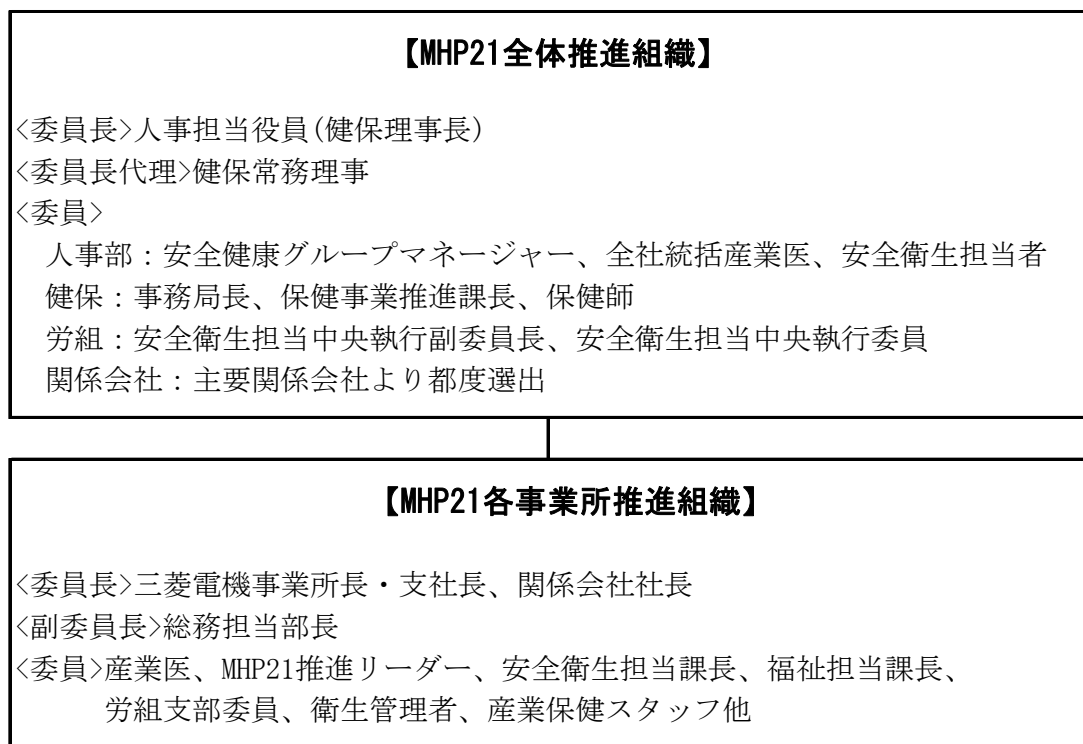 【MHP21全体推進組織】
<委員長>人事担当役員(健保理事長)
<委員長代理>健保常務理事
<委員>
人事部：安全健康グループマネージャー、全社統括産業医、安全衛生担当者
健保：事務局長、保健事業推進課長、保健師
労組：安全衛生担当中央執行副委員長、安全衛生担当中央執行委員
関係会社：主要関係会社より都度選出
【MHP21各事業所推進組織】
<委員長>三菱電機事業所長・支社長、関係会社社長
<副委員長>総務担当部長
<委員>産業医、MHP21推進リーダー、安全衛生担当課長、福祉担当課長、
労組支部委員、衛生管理者、産業保健スタッフ他